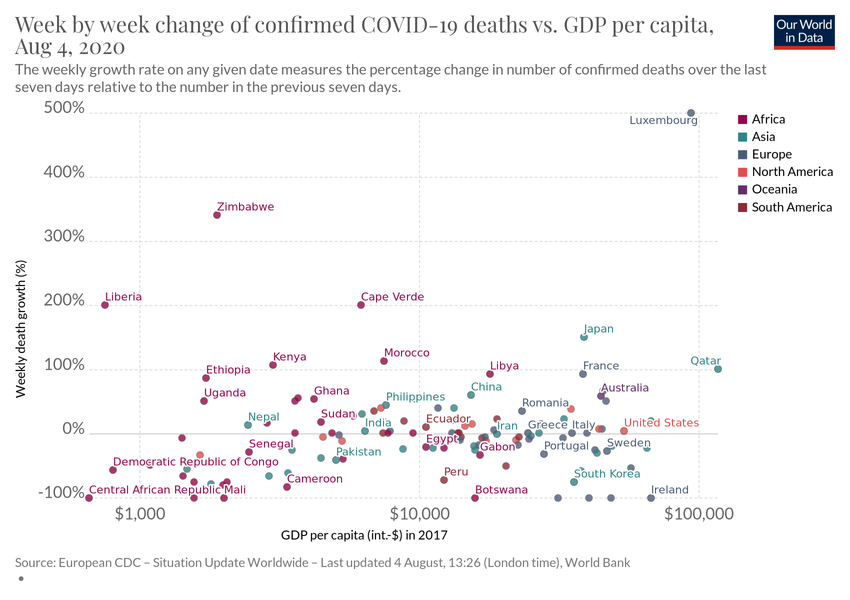 Week by week change of confirmed COVID-19 deaths vs. GDP per capita,
Aug 4, 2020
Our World
in Data
The weekly growth rate on any given date measures the percentage change in number of confirmed deaths over the last
seven days relative to the number in the previous seven days.
500%
Luxembourg
Africa
Asia
Europe
North America
Oceania
South America
400%
Zimbabwe
300%
Liberia
Cape Verde
200%
Japan
Kenya
Morocco
Ethiopia
Libya
France
Qatar
100%
Uganda
Ghana
Philippines
China
Australia
Nepal
Sudan
India
Ecuador
Romania
Iran
Greece
Italy
United States
0%
Senegal
Pakistan
Egypt
Gabon
Portugal
Sweden
Democratic Republic of Congo
Cameroon
Peru
South Korea
Central African Republic
Mali
Botswana
Ireland
-100%
$1,000
$10,000
$100,000
Weekly death growth (%)
GDP per capita (int.-$) in 2017
Source: European CDC – Situation Update Worldwide – Last updated 4 August, 13:26 (London time), World Bank